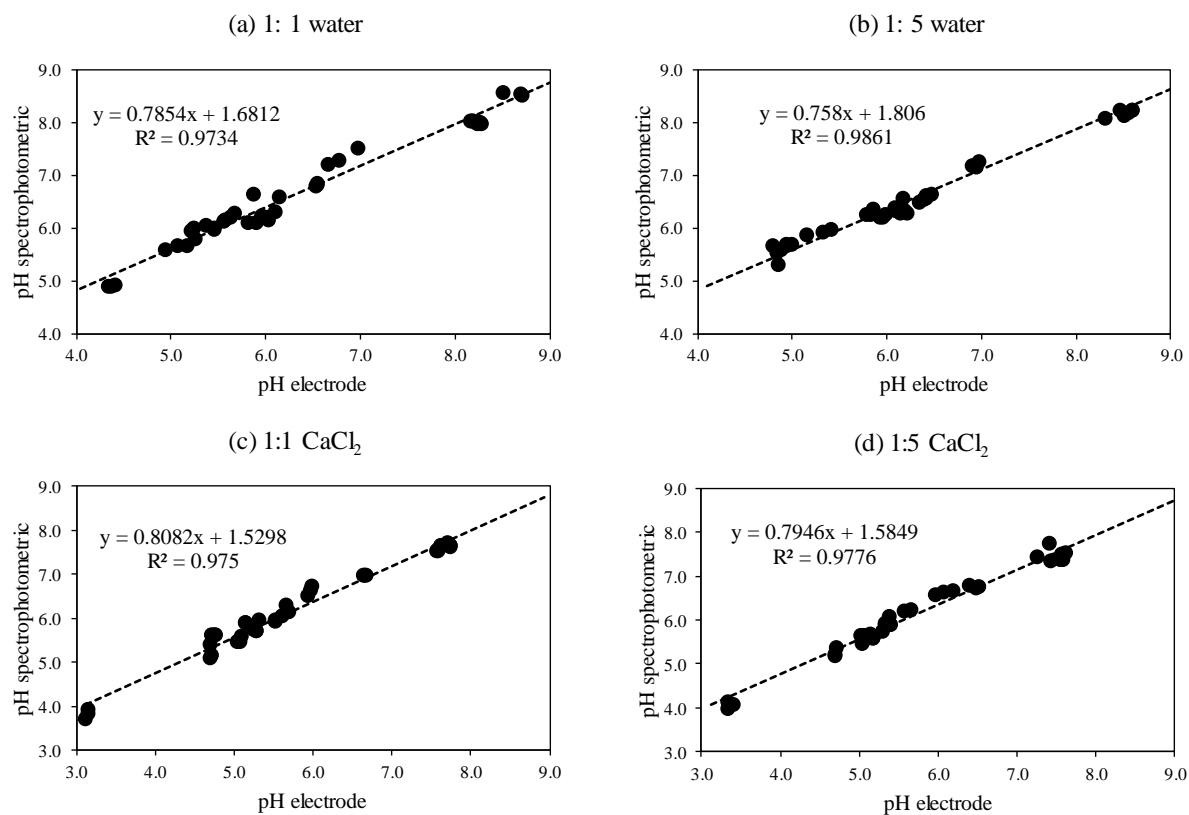 (a) 1: 1 water
9.0
8.0
7.0
6.0
5.0
4.0
pH spectrophotometric
y = 0.7854x + 1.6812
R² = 0.9734
4.0 5.0 6.0 7.0 8.0 9.0
pH electrode
(b) 1: 5 water
9.0
8.0
7.0
6.0
5.0
4.0
pH spectrophotometric
y = 0.758x + 1.806
R² = 0.9861
4.0 5.0 6.0 7.0 8.0 9.0
pH electrode
(c) 1:1 CaCl₂
9.0
8.0
7.0
6.0
5.0
4.0
3.0
pH spectrophotometric
y = 0.8082x + 1.5298
R² = 0.975
3.0 4.0 5.0 6.0 7.0 8.0 9.0
pH electrode
(d) 1:5 CaCl₂
9.0
8.0
7.0
6.0
5.0
4.0
3.0
pH spectrophotometric
y = 0.7946x + 1.5849
R² = 0.9776
3.0 4.0 5.0 6.0 7.0 8.0 9.0
pH electrode